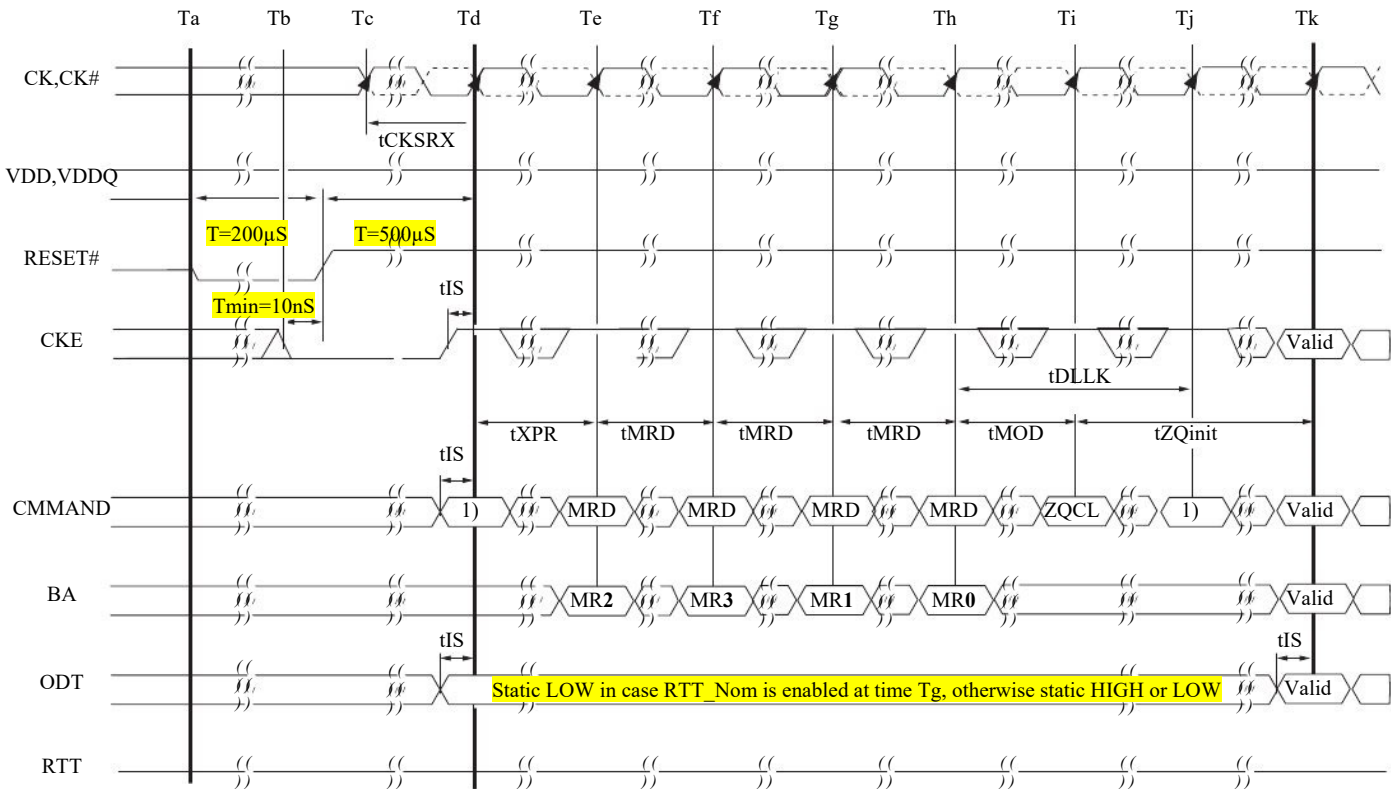 Ta Tb Tc Td Te Tf Tg Th Ti Tj Tk
CK,CK#
tCKSRX
VDD,VDDQ
T=200µS T=500µS
RESET#
Tmin=10nS tIS
CKE Valid
tDLLK
tXPR tMRD tMRD tMRD tMOD tZQinit
tIS
CMMAND 1) MRD MRD MRD MRD ZQCL 1) Valid
BA MR2 MR3 MR1 MR0 Valid
tIS tIS
ODT Static LOW in case RTT_Nom is enabled at time Tg, otherwise static HIGH or LOW Valid
RTT